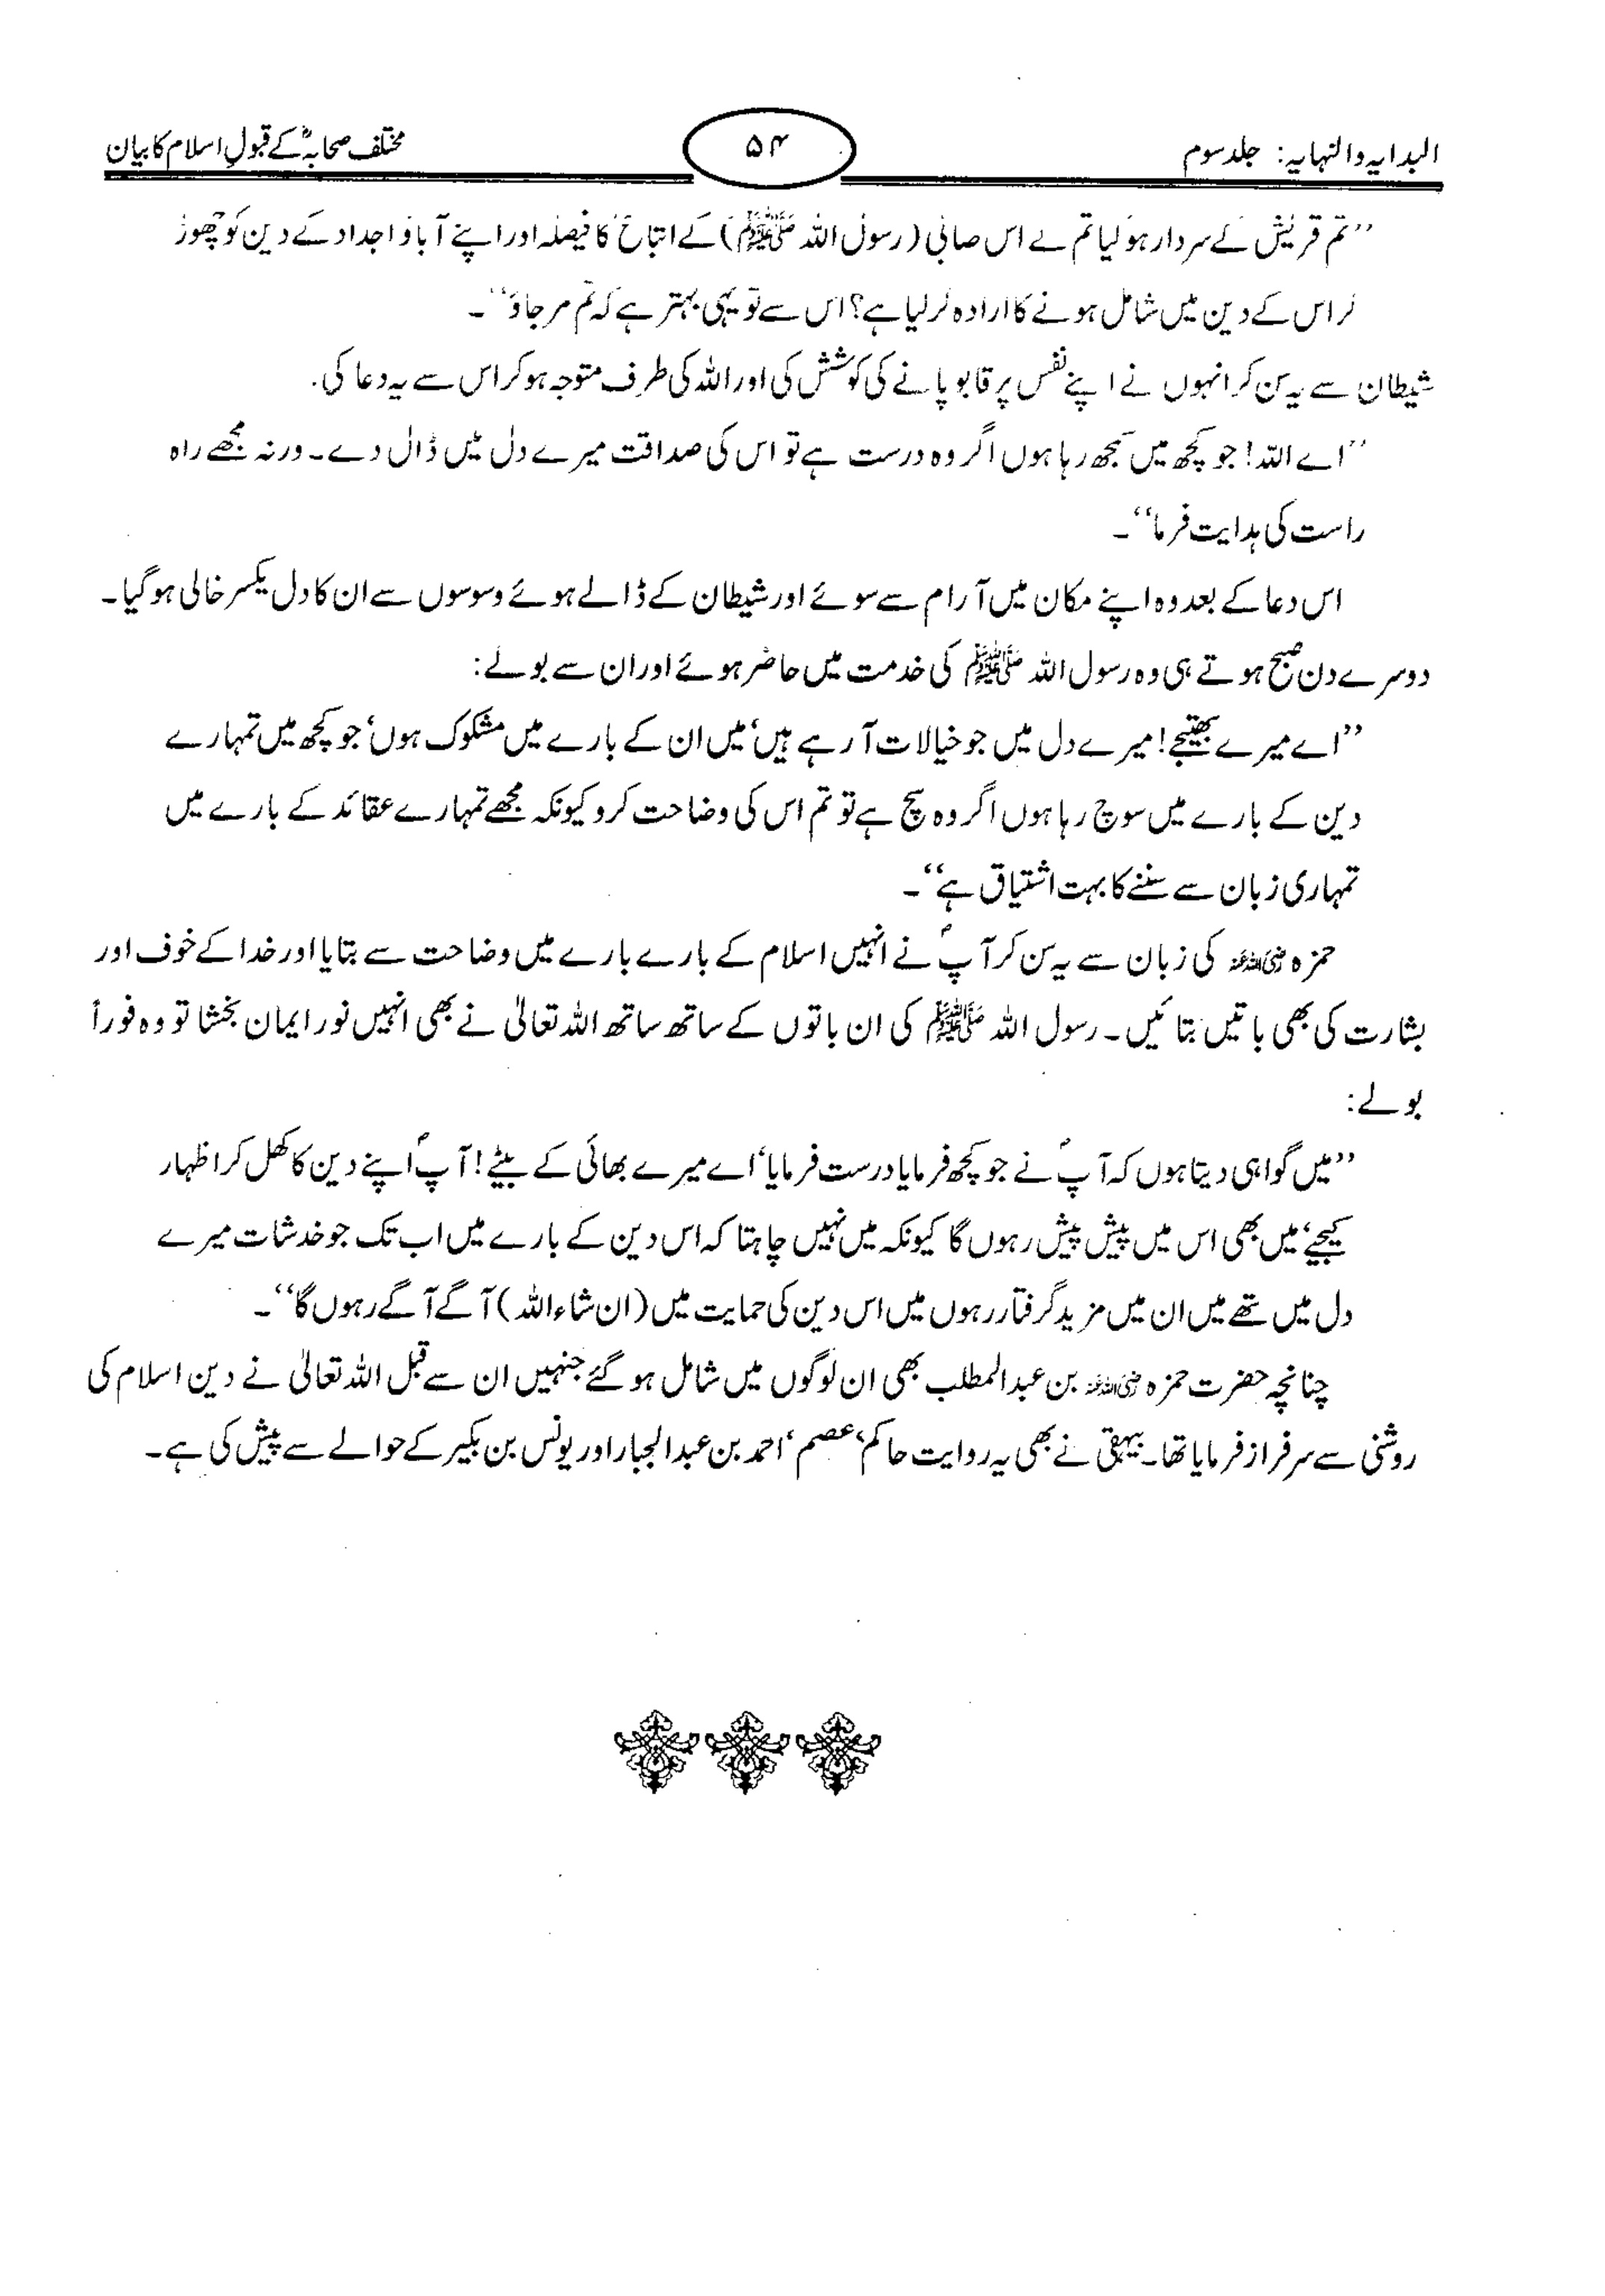 البدایہ والنہایہ: جلد سوم
۵۴
مختلف صحابہؓ کے قبولِ اسلام کا بیان
’’تم قریش کے سردار ہو کیا تم نے اس صابی (رسول اللہ ﷺ) کے اتباع کا فیصلہ اور اپنے آباؤ اجداد کے دین کو چھوڑ
کر اس کے دین میں شامل ہونے کا ارادہ کر لیا ہے؟ اس سے تو یہی بہتر ہے کہ تم مر جاؤ‘‘۔
شیطان سے یہ سن کر انہوں نے اپنے نفس پر قابو پانے کی کوشش کی اور اللہ کی طرف متوجہ ہو کر اس سے یہ دعا کی۔
’’اے اللہ! جو کچھ میں سمجھ رہا ہوں اگر وہ درست ہے تو اس کی صداقت میرے دل میں ڈال دے۔ ورنہ مجھے راہ
راست کی ہدایت فرما‘‘۔
اس دعا کے بعد وہ اپنے مکان میں آرام سے سوئے اور شیطان کے ڈالے ہوئے وسوسوں سے ان کا دل یکسر خالی ہو گیا۔
دوسرے دن صبح ہوتے ہی وہ رسول اللہ ﷺ کی خدمت میں حاضر ہوئے اور ان سے بولے:
’’اے میرے بھتیجے! میرے دل میں جو خیالات آ رہے ہیں‘ میں ان کے بارے میں مشکوک ہوں‘ جو کچھ میں تمہارے
دین کے بارے میں سوچ رہا ہوں اگر وہ سچ ہے تو تم اس کی وضاحت کرو کیونکہ مجھے تمہارے عقائد کے بارے میں
تمہاری زبان سے سننے کا بہت اشتیاق ہے‘‘۔
حمزہ رضی اللہ عنہ کی زبان سے یہ سن کر آپؐ نے انہیں اسلام کے بارے بارے میں وضاحت سے بتایا اور خدا کے خوف اور
بشارت کی بھی باتیں بتائیں۔ رسول اللہ ﷺ کی ان باتوں کے ساتھ ساتھ اللہ تعالیٰ نے بھی انہیں نور ایمان بخشا تو وہ فوراً
بولے:
’’میں گواہی دیتا ہوں کہ آپؐ نے جو کچھ فرمایا درست فرمایا‘ اے میرے بھائی کے بیٹے! آپؐ اپنے دین کا کھل کر اظہار
کیجیے‘ میں بھی اس میں پیش پیش رہوں گا کیونکہ میں نہیں چاہتا کہ اس دین کے بارے میں اب تک جو خدشات میرے
دل میں تھے میں ان میں مزید گرفتار رہوں میں اس دین کی حمایت میں (ان شاء اللہ) آگے آگے رہوں گا‘‘۔
چنانچہ حضرت حمزہ رضی اللہ عنہ بن عبدالمطلب بھی ان لوگوں میں شامل ہو گئے جنہیں ان سے قبل اللہ تعالیٰ نے دین اسلام کی
روشنی سے سرفراز فرمایا تھا۔ بیہقی نے بھی یہ روایت حاکم‘ عصم‘ احمد بن عبدالجبار اور یونس بن بکیر کے حوالے سے پیش کی ہے۔